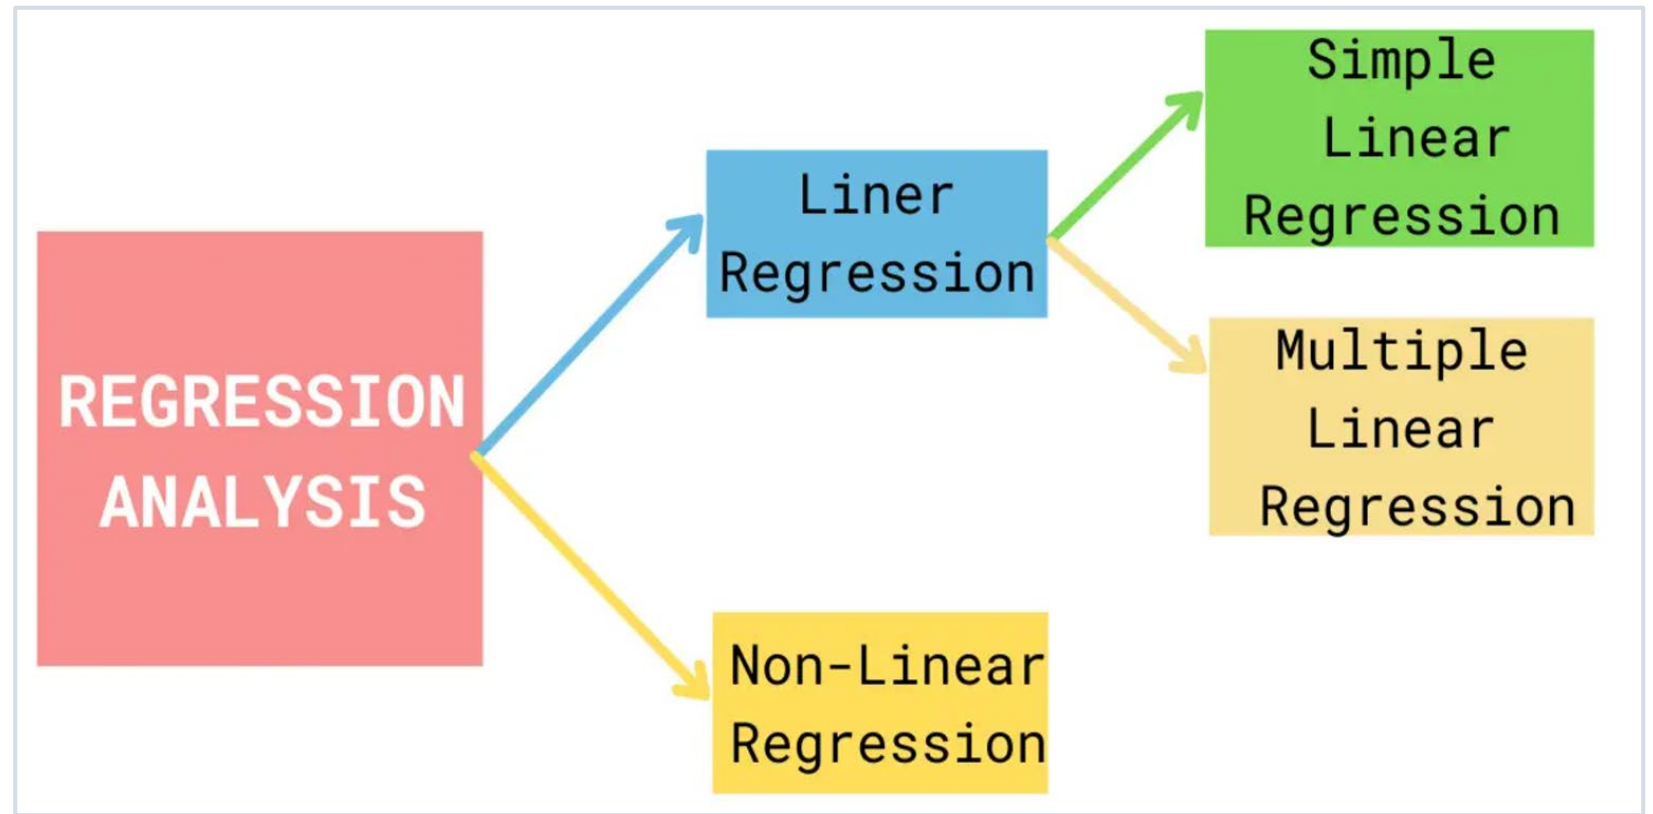 REGRESSION
ANALYSIS
Liner
Regression
Non-Linear
Regression
Simple
Linear
Regression
Multiple
Linear
Regression